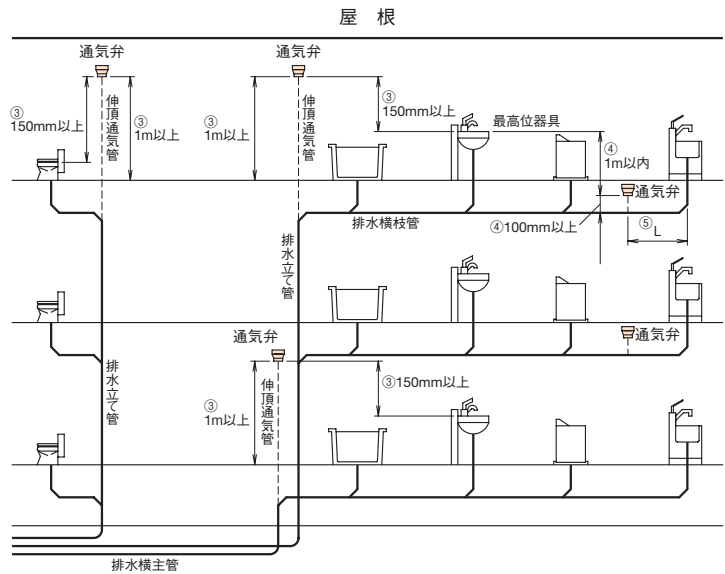 屋 根
通気弁
通気弁
③
150mm以上
伸頂通気管
③
1m以上
③
1m以上
伸頂通気管
③
150mm以上
最高位器具
④
1m以内
通気弁
排水横枝管
④100mm以上
⑤L
排水立て管
通気弁
通気弁
排水立て管
③
1m以上
伸頂通気管
③150mm以上
排水横主管